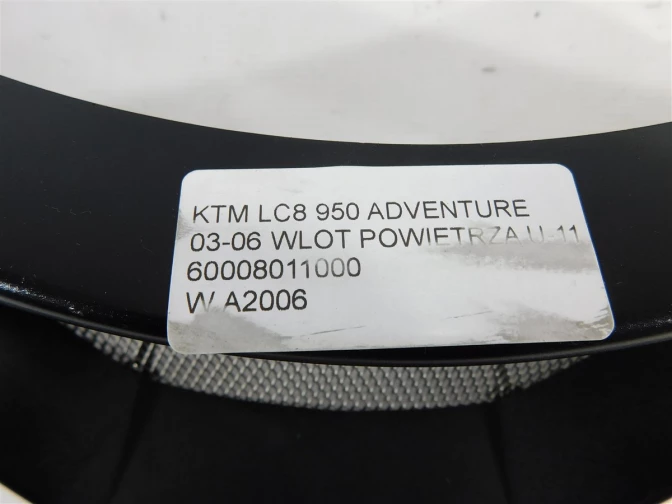 KTM LC8 950 ADVENTURE
03-06 WLOT POWIETRZA U-11
60008011000
W A2006